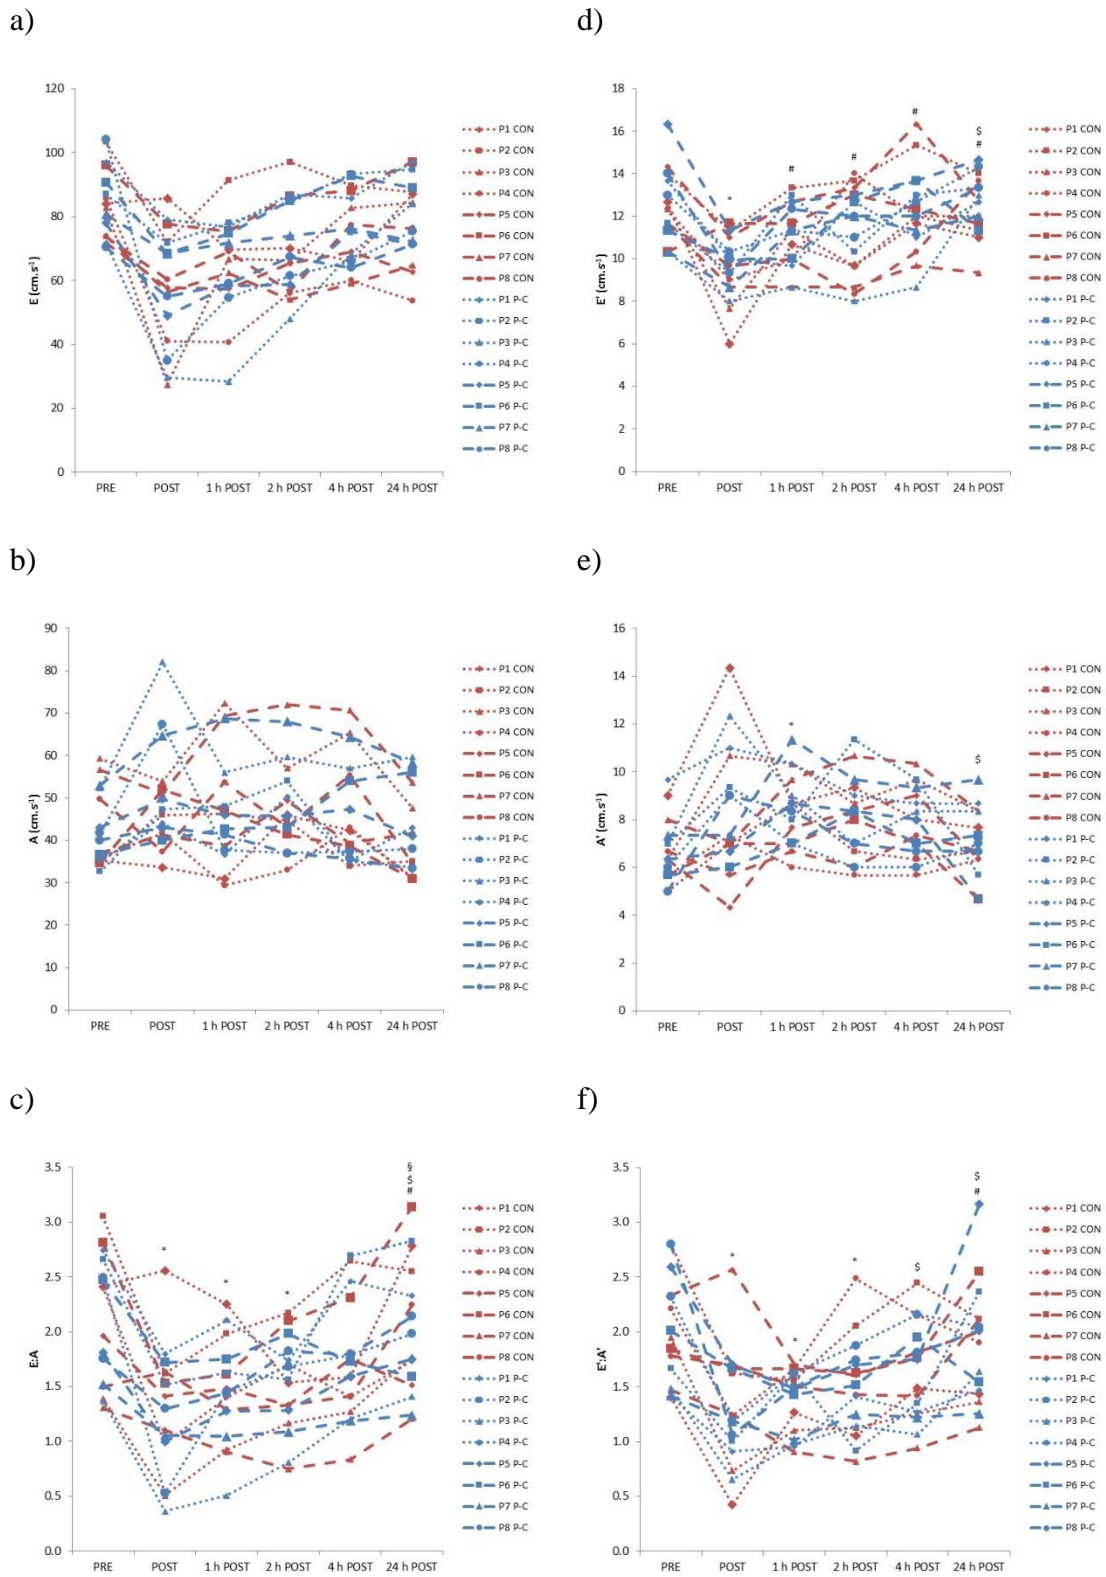 a)
E (cm.s⁻¹)
120
100
80
60
40
20
0
PRE POST 1 h POST 2 h POST 4 h POST 24 h POST
P1 CON
P2 CON
P3 CON
P4 CON
P5 CON
P6 CON
P7 CON
P8 CON
P1 P-C
P2 P-C
P3 P-C
P4 P-C
P5 P-C
P6 P-C
P7 P-C
P8 P-C
d)
E' (cm.s⁻¹)
18
16
14
12
10
8
6
4
2
0
* # # # $ #
PRE POST 1 h POST 2 h POST 4 h POST 24 h POST
P1 CON
P2 CON
P3 CON
P4 CON
P5 CON
P6 CON
P7 CON
P8 CON
P1 P-C
P2 P-C
P3 P-C
P4 P-C
P5 P-C
P6 P-C
P7 P-C
P8 P-C
b)
A (cm.s⁻¹)
90
80
70
60
50
40
30
20
10
0
PRE POST 1 h POST 2 h POST 4 h POST 24 h POST
P1 CON
P2 CON
P3 CON
P4 CON
P5 CON
P6 CON
P7 CON
P8 CON
P1 P-C
P2 P-C
P3 P-C
P4 P-C
P5 P-C
P6 P-C
P7 P-C
P8 P-C
e)
A' (cm.s⁻¹)
16
14
12
10
8
6
4
2
0
* $
PRE POST 1 h POST 2 h POST 4 h POST 24 h POST
P1 CON
P2 CON
P3 CON
P4 CON
P5 CON
P6 CON
P7 CON
P8 CON
P1 P-C
P2 P-C
P3 P-C
P4 P-C
P5 P-C
P6 P-C
P7 P-C
P8 P-C
c)
E:A
3.5
3.0
2.5
2.0
1.5
1.0
0.5
0.0
* * * § $ #
PRE POST 1 h POST 2 h POST 4 h POST 24 h POST
P1 CON
P2 CON
P3 CON
P4 CON
P5 CON
P6 CON
P7 CON
P8 CON
P1 P-C
P2 P-C
P3 P-C
P4 P-C
P5 P-C
P6 P-C
P7 P-C
P8 P-C
f)
E':A'
3.5
3.0
2.5
2.0
1.5
1.0
0.5
0.0
* * * $ $ #
PRE POST 1 h POST 2 h POST 4 h POST 24 h POST
P1 CON
P2 CON
P3 CON
P4 CON
P5 CON
P6 CON
P7 CON
P8 CON
P1 P-C
P2 P-C
P3 P-C
P4 P-C
P5 P-C
P6 P-C
P7 P-C
P8 P-C